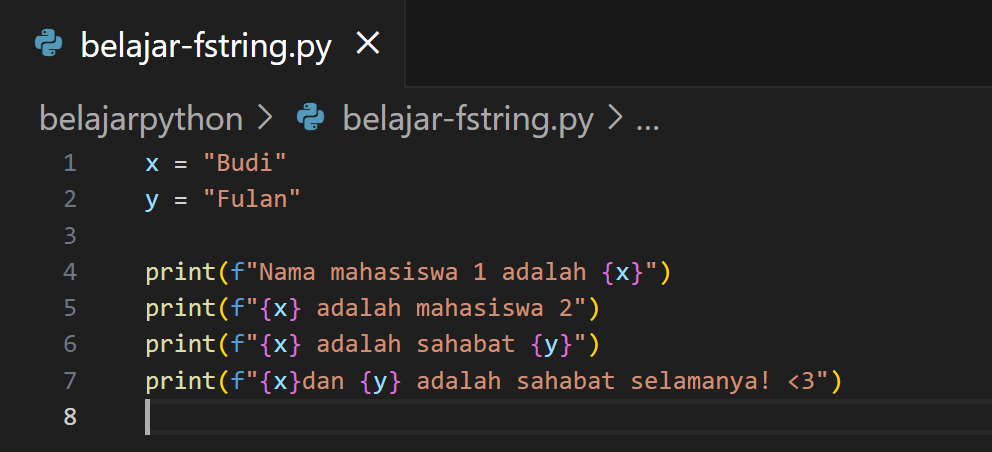 belajar-fstring.py ×
belajarpython > belajar-fstring.py > ...
1 x = "Budi"
2 y = "Fulan"
3
4 print(f"Nama mahasiswa 1 adalah {x}")
5 print(f"{x} adalah mahasiswa 2")
6 print(f"{x} adalah sahabat {y}")
7 print(f"{x}dan {y} adalah sahabat selamanya! <3")
8